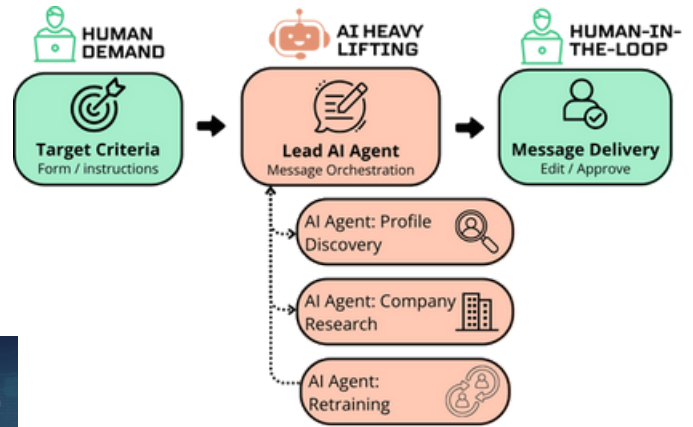 HUMAN
DEMAND
AI HEAVY
LIFTING
HUMAN-IN-
THE-LOOP
Target Criteria
Form / instructions
Lead AI Agent
Message Orchestration
Message Delivery
Edit / Approve
AI Agent: Profile
Discovery
AI Agent: Company
Research
AI Agent:
Retraining